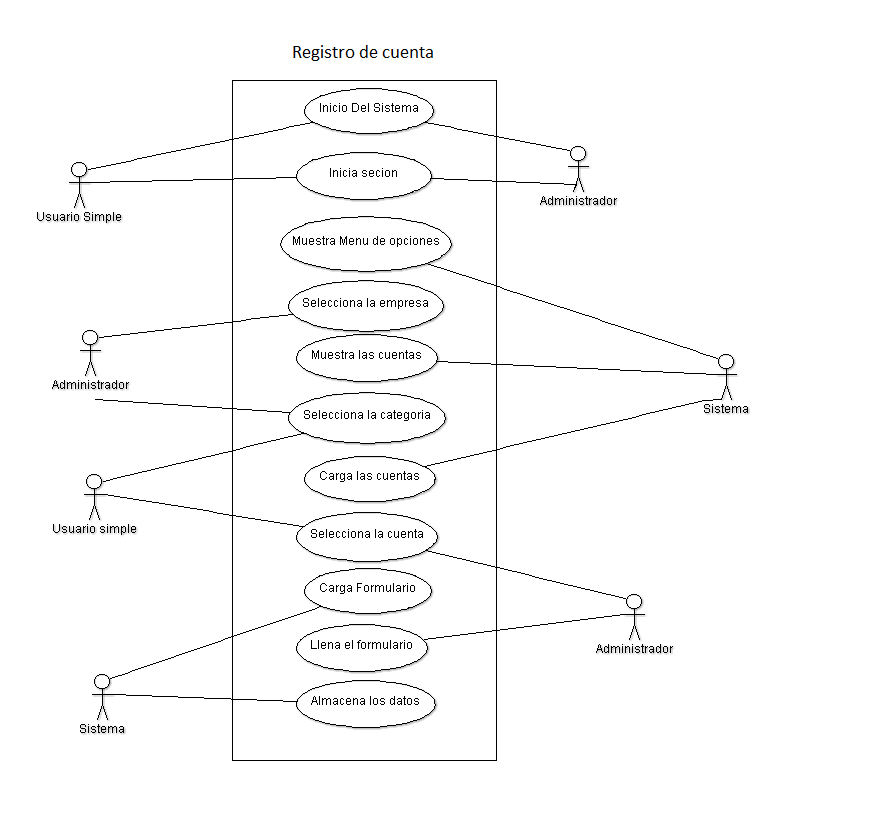 Registro de cuenta
Inicio Del Sistema
Inicia secion
Usuario Simple
Administrador
Muestra Menu de opciones
Selecciona la empresa
Muestra las cuentas
Administrador
Sistema
Selecciona la categoria
Carga las cuentas
Usuario simple
Selecciona la cuenta
Carga Formulario
Llena el formulario
Administrador
Almacena los datos
Sistema